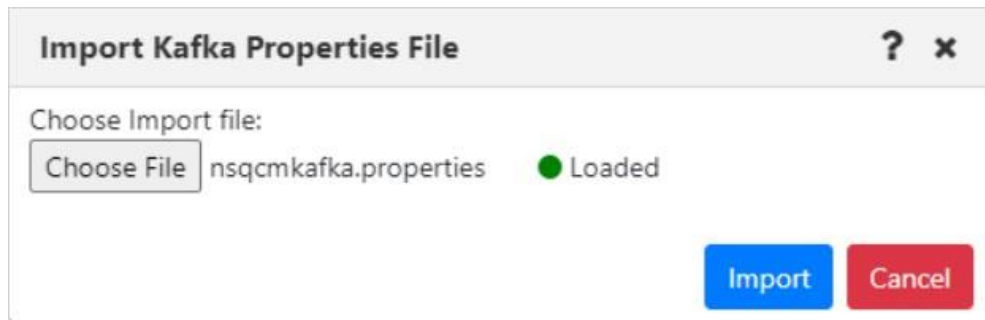 Import Kafka Properties File ? ×
Choose Import file:
Choose File nsqcmkafka.properties Loaded
Import Cancel